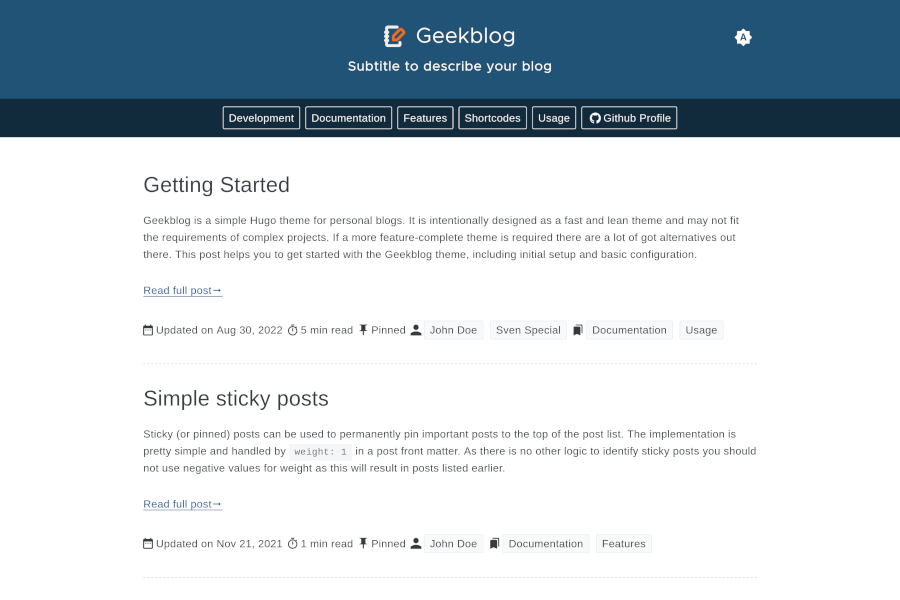 Geekblog
A
Subtitle to describe your blog
Development Documentation Features Shortcodes Usage Github Profile
Getting Started
Geekblog is a simple Hugo theme for personal blogs. It is intentionally designed as a fast and lean theme and may not fit
the requirements of complex projects. If a more feature-complete theme is required there are a lot of got alternatives out
there. This post helps you to get started with the Geekblog theme, including initial setup and basic configuration.
Read full post→
Updated on Aug 30, 2022 5 min read Pinned John Doe Sven Special Documentation Usage
Simple sticky posts
Sticky (or pinned) posts can be used to permanently pin important posts to the top of the post list. The implementation is
pretty simple and handled by weight: 1 in a post front matter. As there is no other logic to identify sticky posts you should
not use negative values for weight as this will result in posts listed earlier.
Read full post→
Updated on Nov 21, 2021 1 min read Pinned John Doe Documentation Features